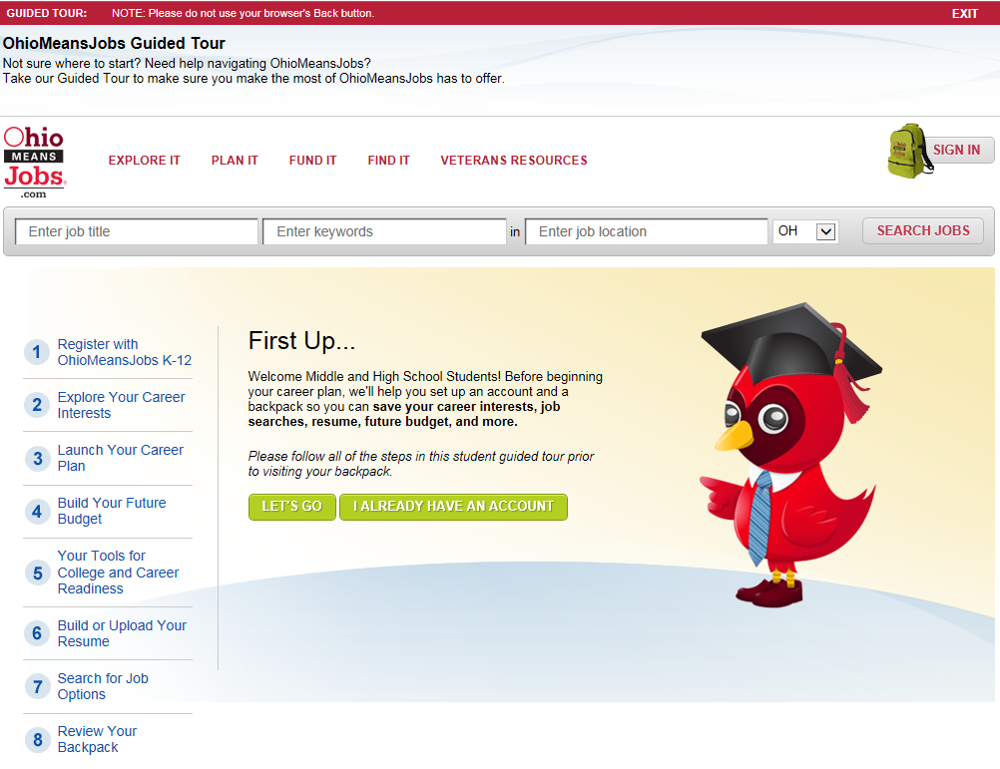 GUIDED TOUR: NOTE: Please do not use your browser's Back button. EXIT
OhioMeansJobs Guided Tour
Not sure where to start? Need help navigating OhioMeansJobs?
Take our Guided Tour to make sure you make the most of OhioMeansJobs has to offer.
Ohio
MEANS
Jobs
.com
EXPLORE IT PLAN IT FUND IT FIND IT VETERANS RESOURCES
Ohio
Jobs
SIGN IN
Enter job title Enter keywords in Enter job location OH SEARCH JOBS
1 Register with
OhioMeansJobs K-12
2 Explore Your Career
Interests
3 Launch Your Career
Plan
4 Build Your Future
Budget
5 Your Tools for
College and Career
Readiness
6 Build or Upload Your
Resume
7 Search for Job
Options
8 Review Your
Backpack
First Up...
Welcome Middle and High School Students! Before beginning
your career plan, we'll help you set up an account and a
backpack so you can save your career interests, job
searches, resume, future budget, and more.
Please follow all of the steps in this student guided tour prior
to visiting your backpack.
LET'S GO I ALREADY HAVE AN ACCOUNT